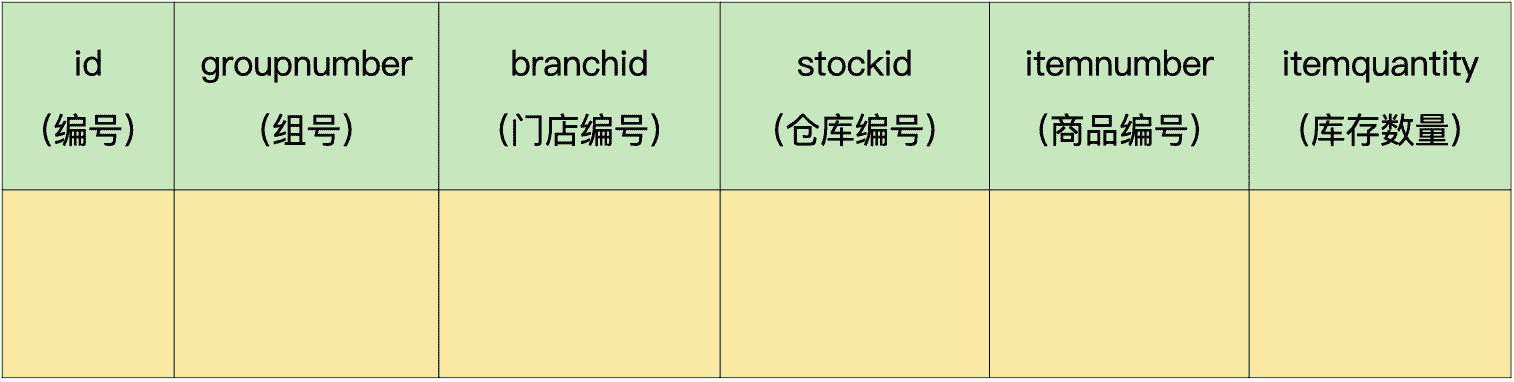 id groupnumber branchid stockid itemnumber itemquantity
（编号） （组号） （门店编号） （仓库编号） （商品编号） （库存数量）